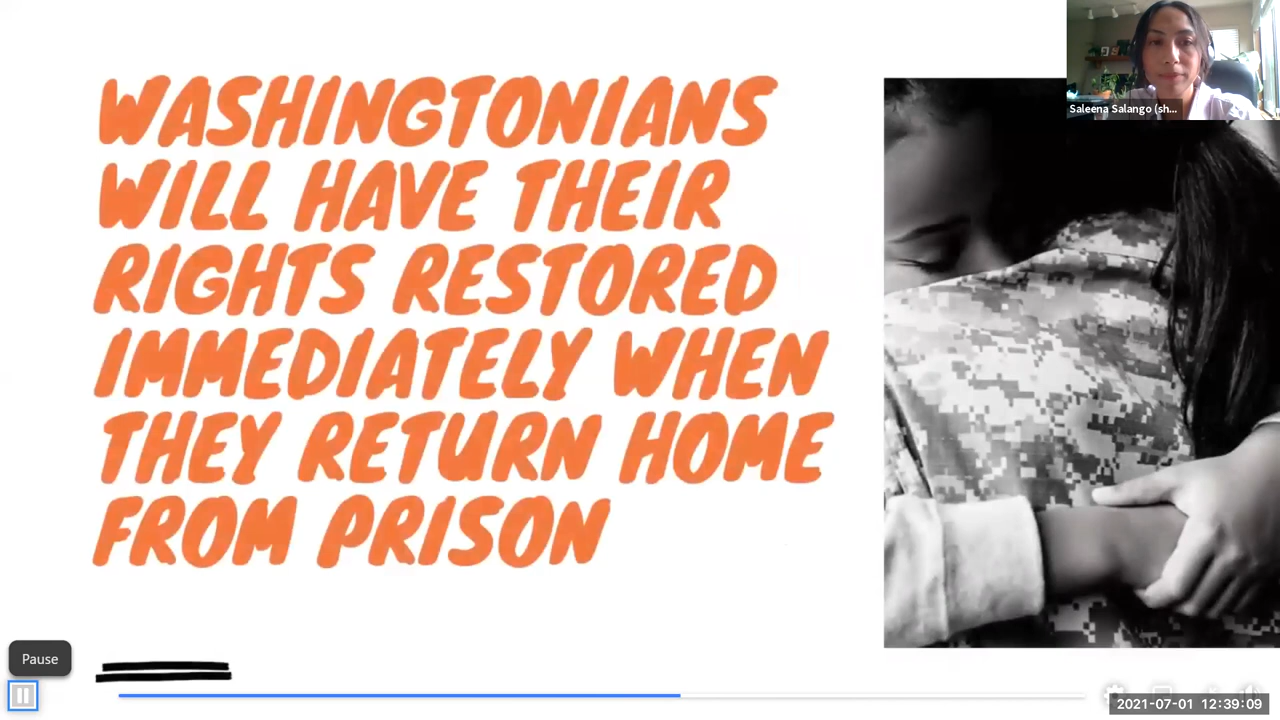 WASHINGTONIANS
WILL HAVE THEIR
RIGHTS RESTORED
IMMEDIATELY WHEN
THEY RETURN HOME
FROM PRISON
Saleena Salango (sh...
Pause
2021-07-01 12:39:09